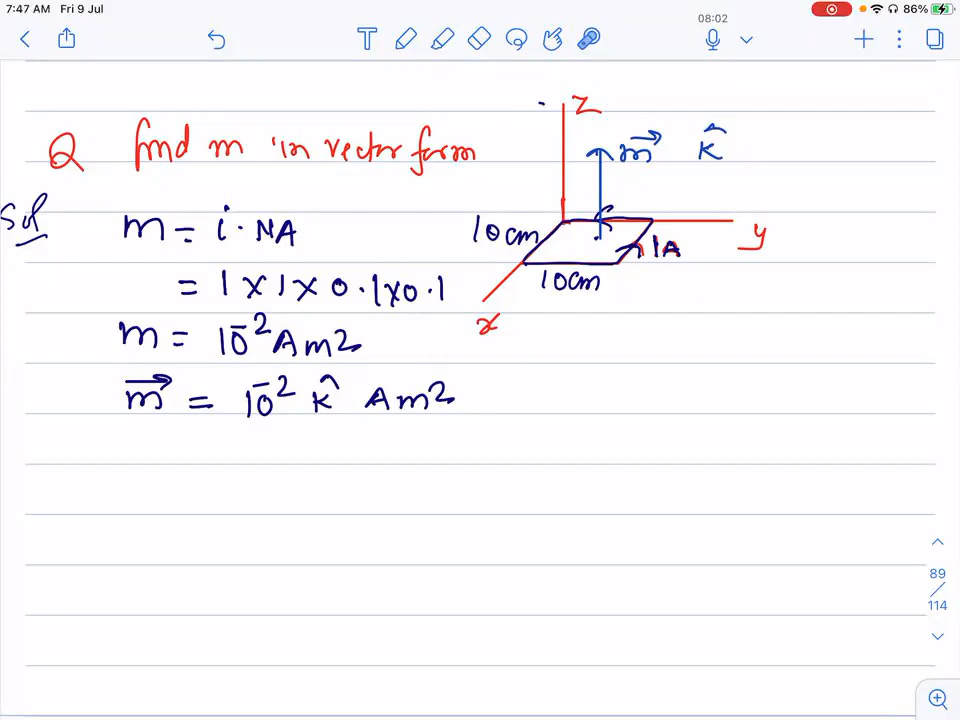 7:47 AM Fri 9 Jul
86%
08:02
T
Q find m in vector form
Sol
m = i · NA
= 1 × 1 × 0.1 × 0.1
m = 10⁻² Am2
m⃗ = 10⁻² k̂ Am2
z
m⃗ k̂
y
10cm
1A
10cm
x
89
/
114